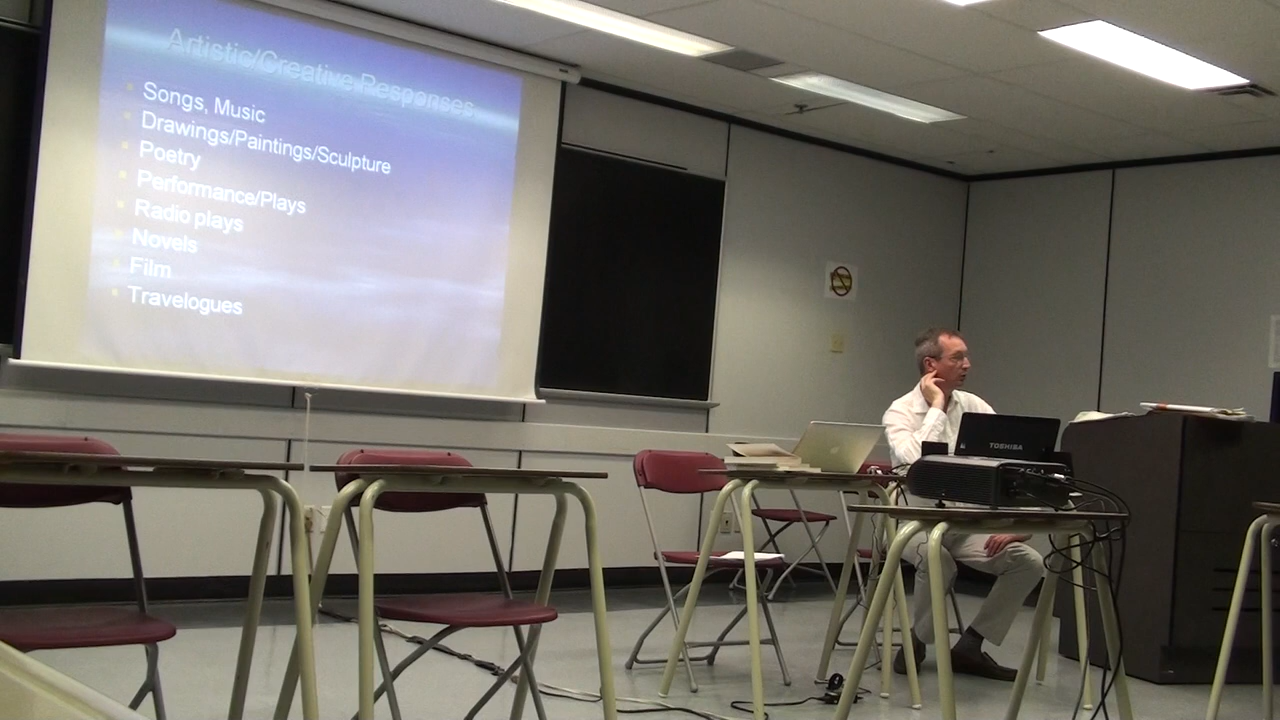 Artistic/Creative Responses
Songs, Music
Drawings/Paintings/Sculpture
Poetry
Performance/Plays
Radio plays
Novels
Film
Travelogues
TOSHIBA